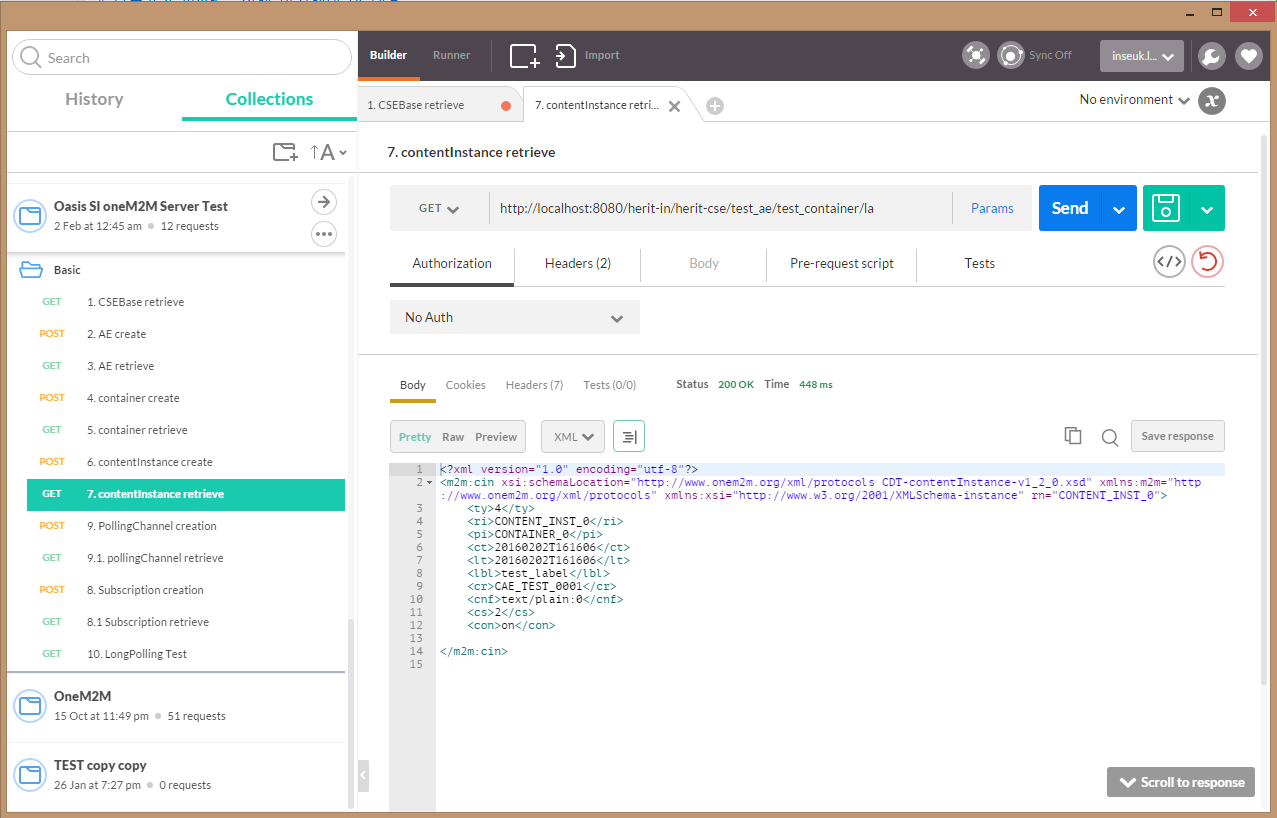 Search
Builder
Runner
Import
Sync Off
inseuk.l...
History
Collections
1. CSEBase retrieve
7. contentInstance retri...
No environment
A
7. contentInstance retrieve
Oasis SI oneM2M Server Test
2 Feb at 12:45 am 12 requests
GET
http://localhost:8080/herit-in/herit-cse/test_ae/test_container/la
Params
Send
Authorization
Headers (2)
Body
Pre-request script
Tests
No Auth
Basic
GET 1. CSEBase retrieve
POST 2. AE create
GET 3. AE retrieve
POST 4. container create
GET 5. container retrieve
POST 6. contentInstance create
GET 7. contentInstance retrieve
POST 9. PollingChannel creation
GET 9.1. pollingChannel retrieve
POST 8. Subscription creation
GET 8.1 Subscription retrieve
GET 10. LongPolling Test
OneM2M
15 Oct at 11:49 pm 51 requests
TEST copy copy
26 Jan at 7:27 pm 0 requests
Body Cookies Headers (7) Tests (0/0) Status 200 OK Time 448 ms
Pretty Raw Preview XML Save response
1 <?xml version="1.0" encoding="utf-8"?>
2 <m2m:cin xsi:schemaLocation="http://www.onem2m.org/xml/protocols CDT-contentInstance-v1_2_0.xsd" xmlns:m2m="http
://www.onem2m.org/xml/protocols" xmlns:xsi="http://www.w3.org/2001/XMLSchema-instance" rn="CONTENT_INST_0">
3 <ty>4</ty>
4 <ri>CONTENT_INST_0</ri>
5 <pi>CONTAINER_0</pi>
6 <ct>20160202T161606</ct>
7 <lt>20160202T161606</lt>
8 <lbl>test_label</lbl>
9 <cr>CAE_TEST_0001</cr>
10 <cnf>text/plain:0</cnf>
11 <cs>2</cs>
12 <con>on</con>
13
14 </m2m:cin>
15
Scroll to response